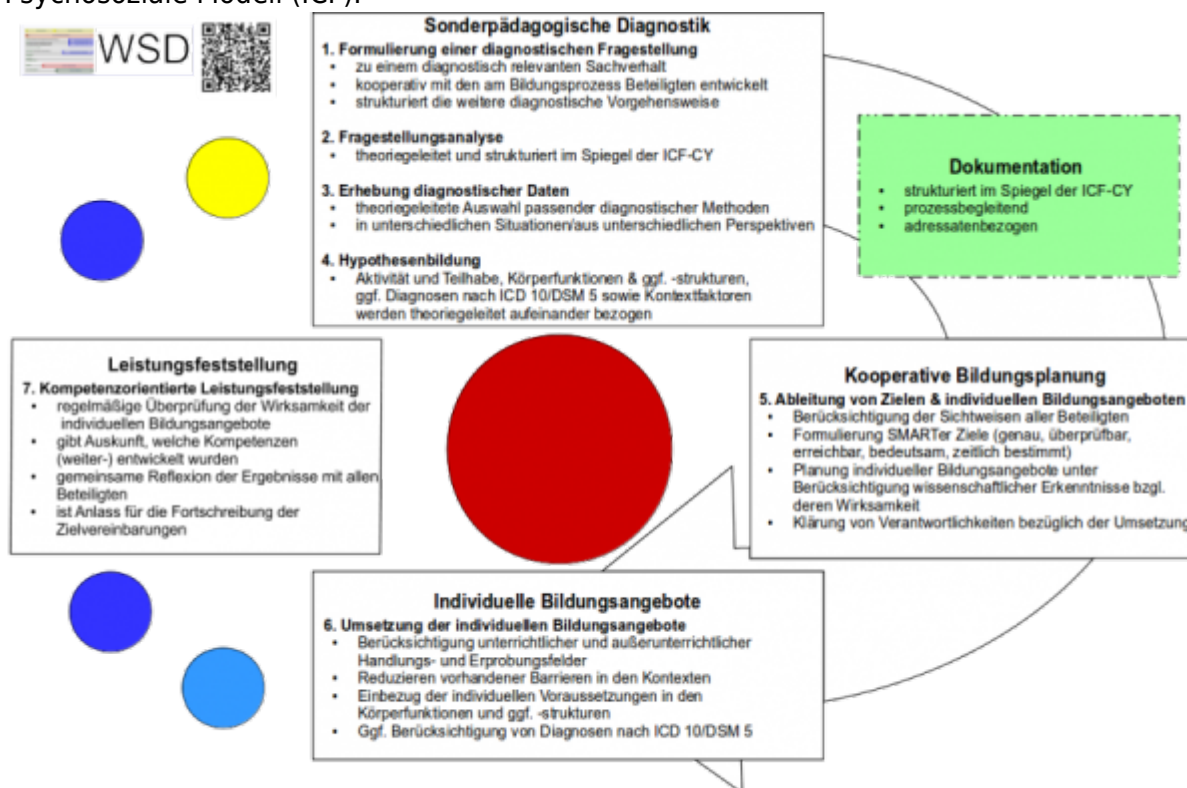 Psychosoziale Modell (ICF).
WSD
Sonderpädagogische Diagnostik
1. Formulierung einer diagnostischen Fragestellung
• zu einem diagnostisch relevanten Sachverhalt
• kooperativ mit den am Bildungsprozess Beteiligten entwickelt
• strukturiert die weitere diagnostische Vorgehensweise
2. Fragestellungsanalyse
• theoriegeleitet und strukturiert im Spiegel der ICF-CY
3. Erhebung diagnostischer Daten
• theoriegeleitete Auswahl passender diagnostischer Methoden
• in unterschiedlichen Situationen/aus unterschiedlichen Perspektiven
4. Hypothesenbildung
• Aktivität und Teilhabe, Körperfunktionen & ggf. -strukturen,
ggf. Diagnosen nach ICD 10/DSM 5 sowie Kontextfaktoren
werden theoriegeleitet aufeinander bezogen
Dokumentation
• strukturiert im Spiegel der ICF-CY
• prozessbegleitend
• adressatenbezogen
Leistungsfeststellung
7. Kompetenzorientierte Leistungsfeststellung
• regelmäßige Überprüfung der Wirksamkeit der
individuellen Bildungsangebote
• gibt Auskunft, welche Kompetenzen
(weiter-) entwickelt wurden
• gemeinsame Reflexion der Ergebnisse mit allen
Beteiligten
• ist Anlass für die Fortschreibung der
Zielvereinbarungen
Kooperative Bildungsplanung
5. Ableitung von Zielen & individuellen Bildungsangeboten
• Berücksichtigung der Sichtweisen aller Beteiligten
• Formulierung SMARTer Ziele (genau, überprüfbar,
erreichbar, bedeutsam, zeitlich bestimmt)
• Planung individueller Bildungsangebote unter
Berücksichtigung wissenschaftlicher Erkenntnisse bzgl.
deren Wirksamkeit
• Klärung von Verantwortlichkeiten bezüglich der Umsetzung
Individuelle Bildungsangebote
6. Umsetzung der individuellen Bildungsangebote
• Berücksichtigung unterrichtlicher und außerunterrichtlicher
Handlungs- und Erprobungsfelder
• Reduzieren vorhandener Barrieren in den Kontexten
• Einbezug der individuellen Voraussetzungen in den
Körperfunktionen und ggf. -strukturen
• Ggf. Berücksichtigung von Diagnosen nach ICD 10/DSM 5